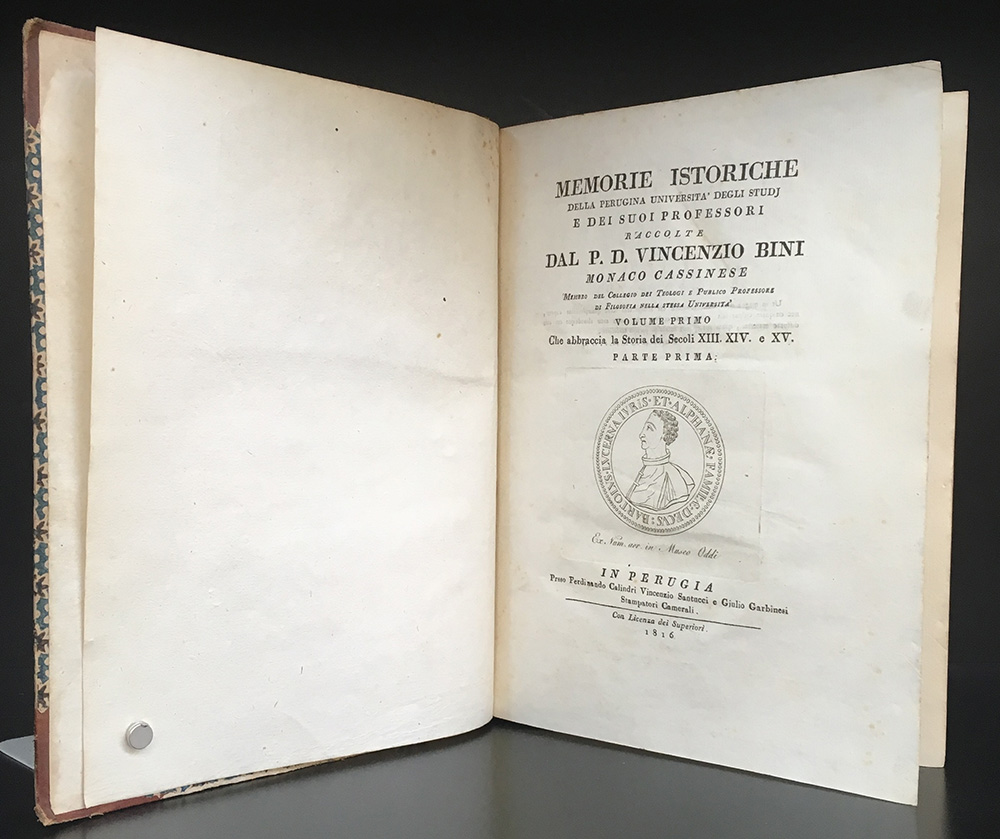 MEMORIE ISTORICHE
DELLA PERUGINA UNIVERSITA' DEGLI STUDJ
E DEI SUOI PROFESSORI
RACCOLTE
DAL P. D. VINCENZIO BINI
MONACO CASSINESE
MEMBRO DEL COLLEGIO DEI TEOLOGI E PUBLICO PROFESSORE
DI FILOSOFIA NELLA STESSA UNIVERSITA'
VOLUME PRIMO
Che abbraccia la Storia dei Secoli XIII. XIV. e XV.
PARTE PRIMA.
BARTOLVS·LVCERNA IVRIS·ET·ALPHANÆ·FAMILÆ·DECVS:
Ex. Num. aer. in Museo Oddi
IN PERUGIA
Presso Ferdinando Calindri Vincenzio Santucci e Giulio Garbinesi
Stampatori Camerali.
Con Licenza dei Superiori.
1816